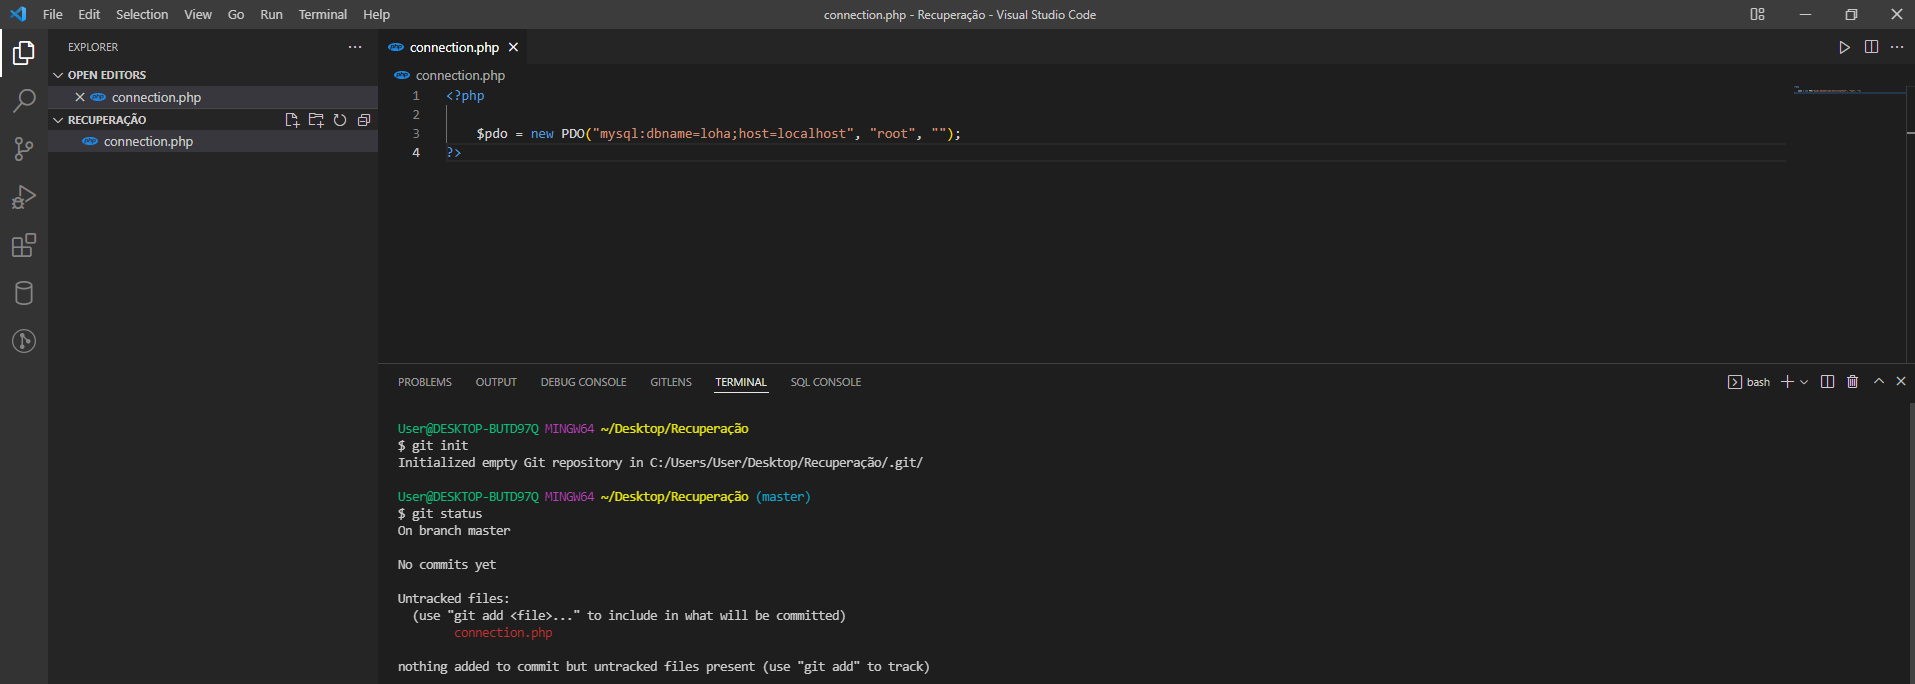 File Edit Selection View Go Run Terminal Help
connection.php - Recuperação - Visual Studio Code
EXPLORER
OPEN EDITORS
connection.php
RECUPERAÇÃO
connection.php
connection.php
connection.php
1 <?php
2
3 $pdo = new PDO("mysql:dbname=loha;host=localhost", "root", "");
4 ?>
PROBLEMS OUTPUT DEBUG CONSOLE GITLENS TERMINAL SQL CONSOLE
bash
User@DESKTOP-BUTD97Q MINGW64 ~/Desktop/Recuperação
$ git init
Initialized empty Git repository in C:/Users/User/Desktop/Recuperação/.git/
User@DESKTOP-BUTD97Q MINGW64 ~/Desktop/Recuperação (master)
$ git status
On branch master
No commits yet
Untracked files:
(use "git add <file>..." to include in what will be committed)
connection.php
nothing added to commit but untracked files present (use "git add" to track)